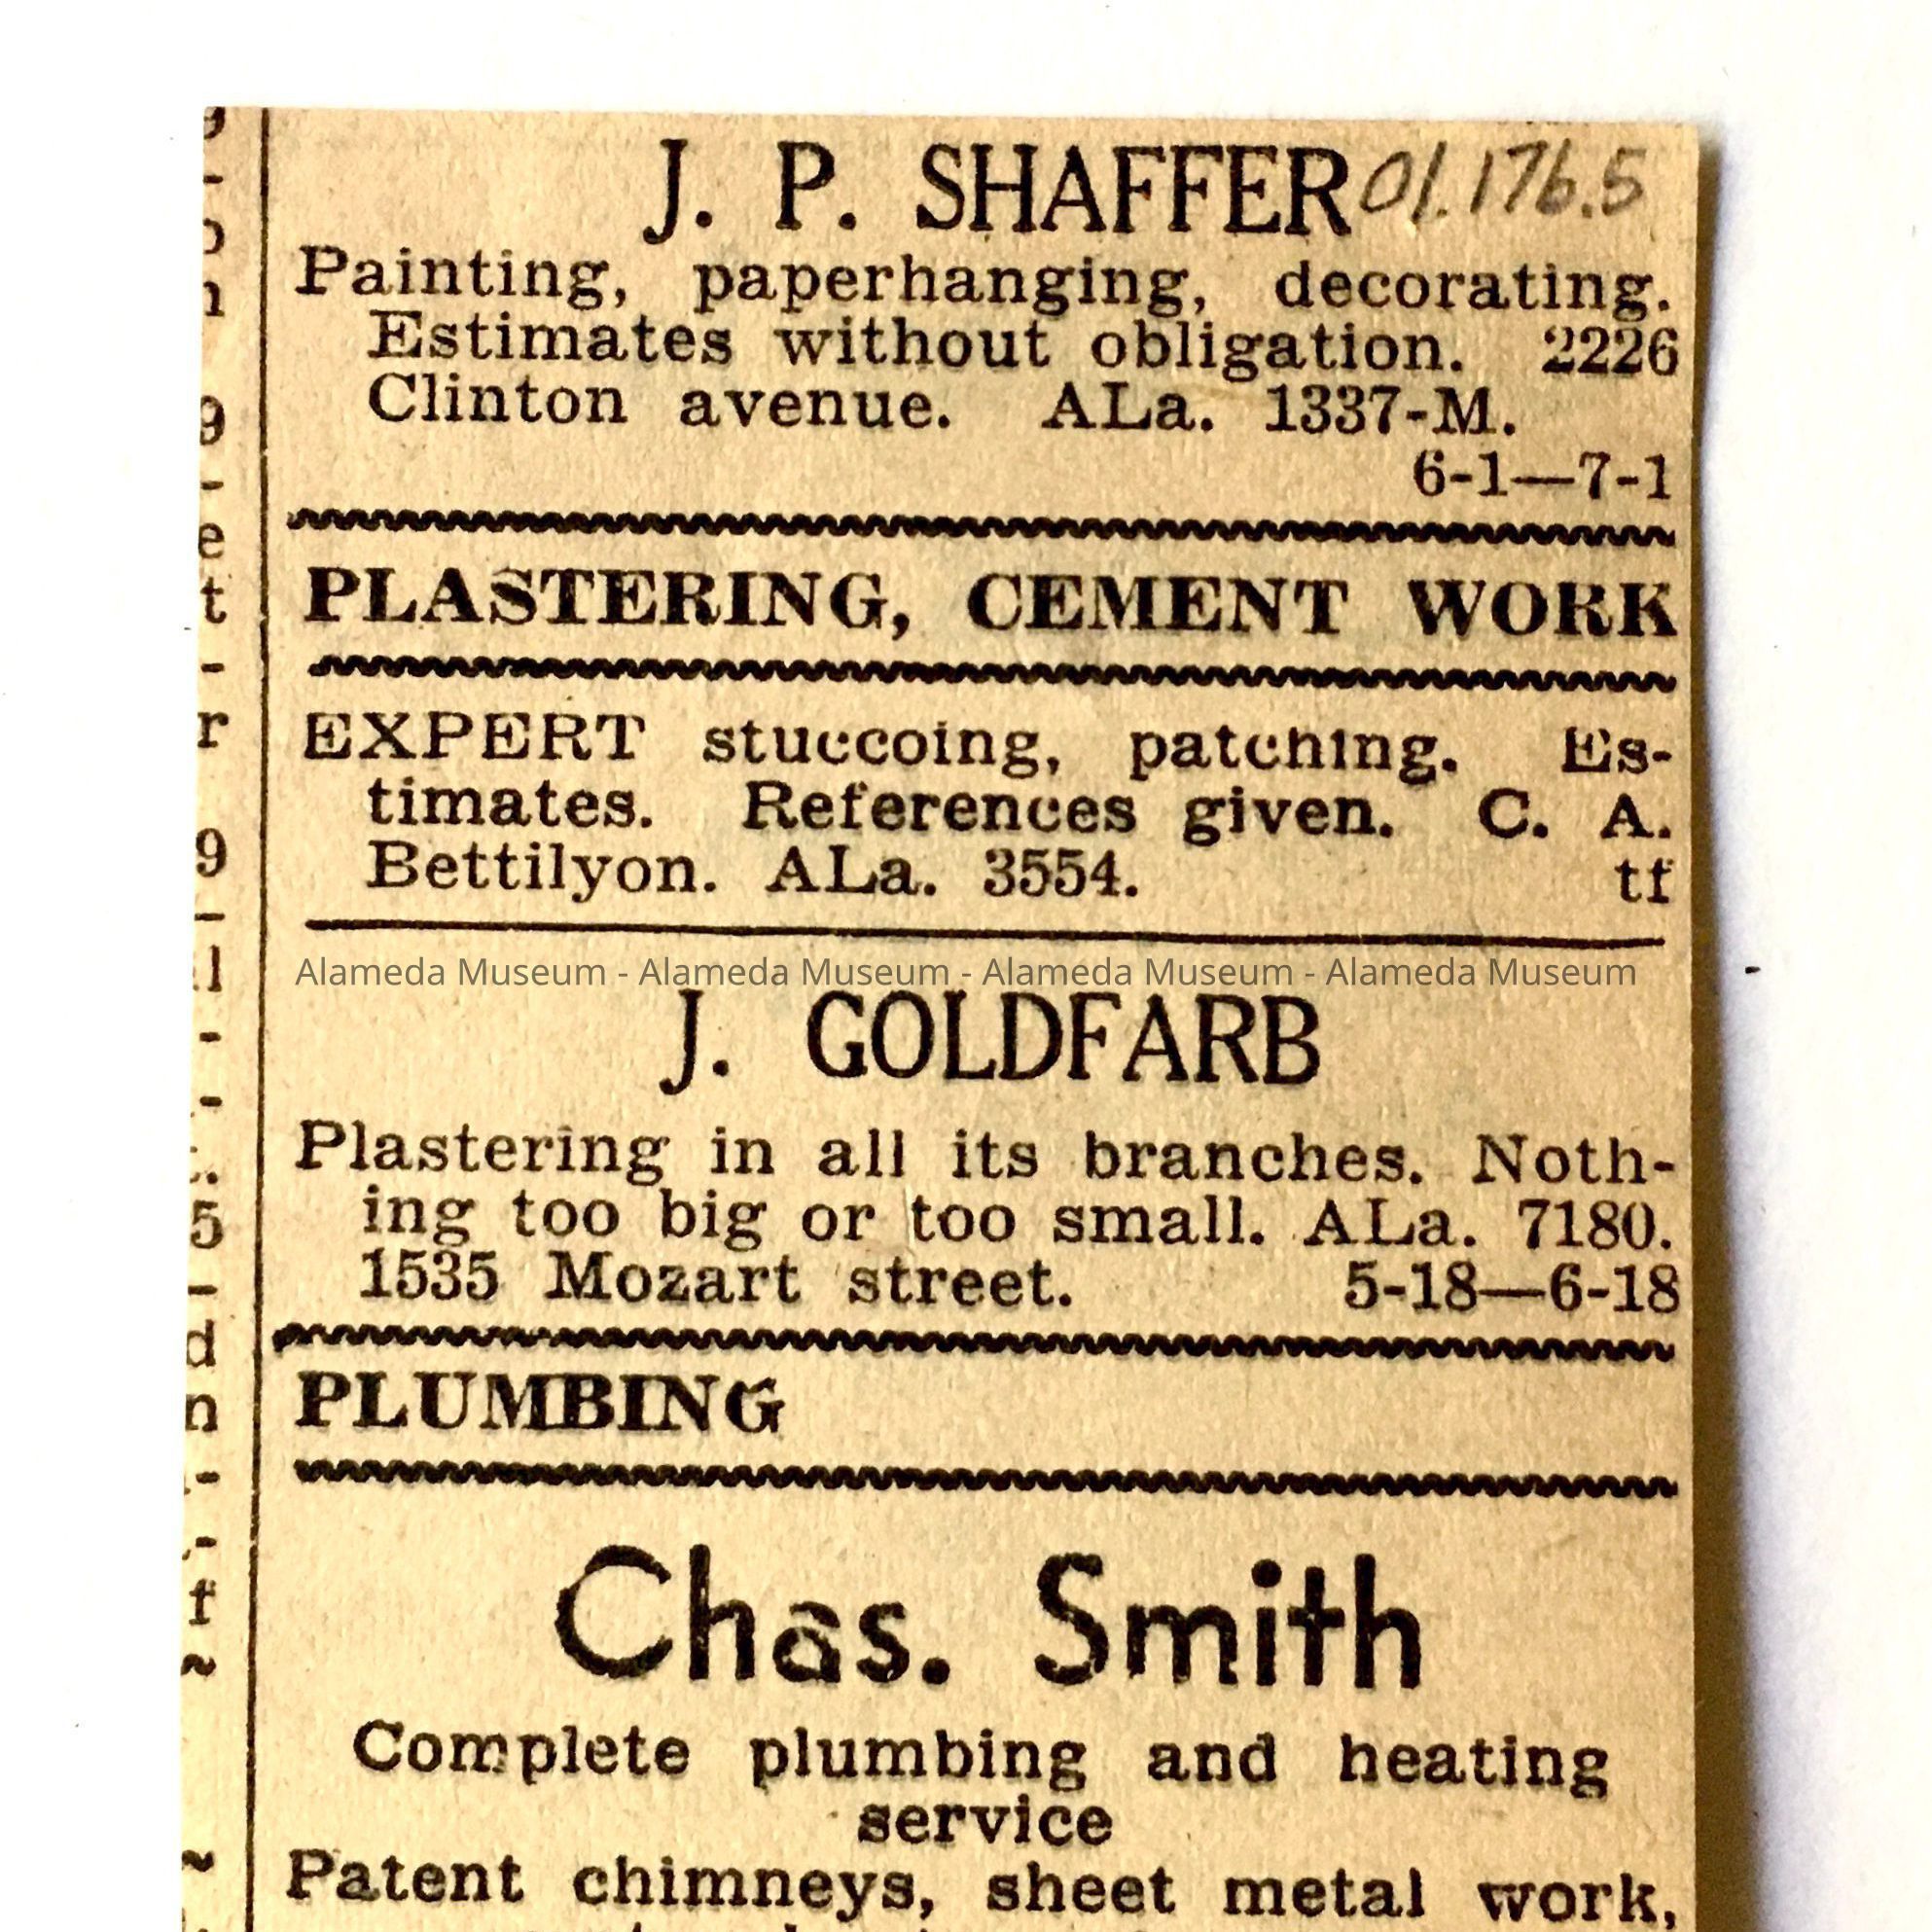 J. P. SHAFFER 01.176.5
Painting, paperhanging, decorating.
Estimates without obligation. 2226
Clinton avenue. ALa. 1337-M.
6-1—7-1
PLASTERING, CEMENT WORK
EXPERT stuccoing, patching. Es-
timates. References given. C. A.
Bettilyon. ALa. 3554. tf
Alameda Museum - Alameda Museum - Alameda Museum - Alameda Museum
J. GOLDFARB
Plastering in all its branches. Noth-
ing too big or too small. ALa. 7180.
1535 Mozart street. 5-18—6-18
PLUMBING
Chas. Smith
Complete plumbing and heating
service
Patent chimneys, sheet metal work,